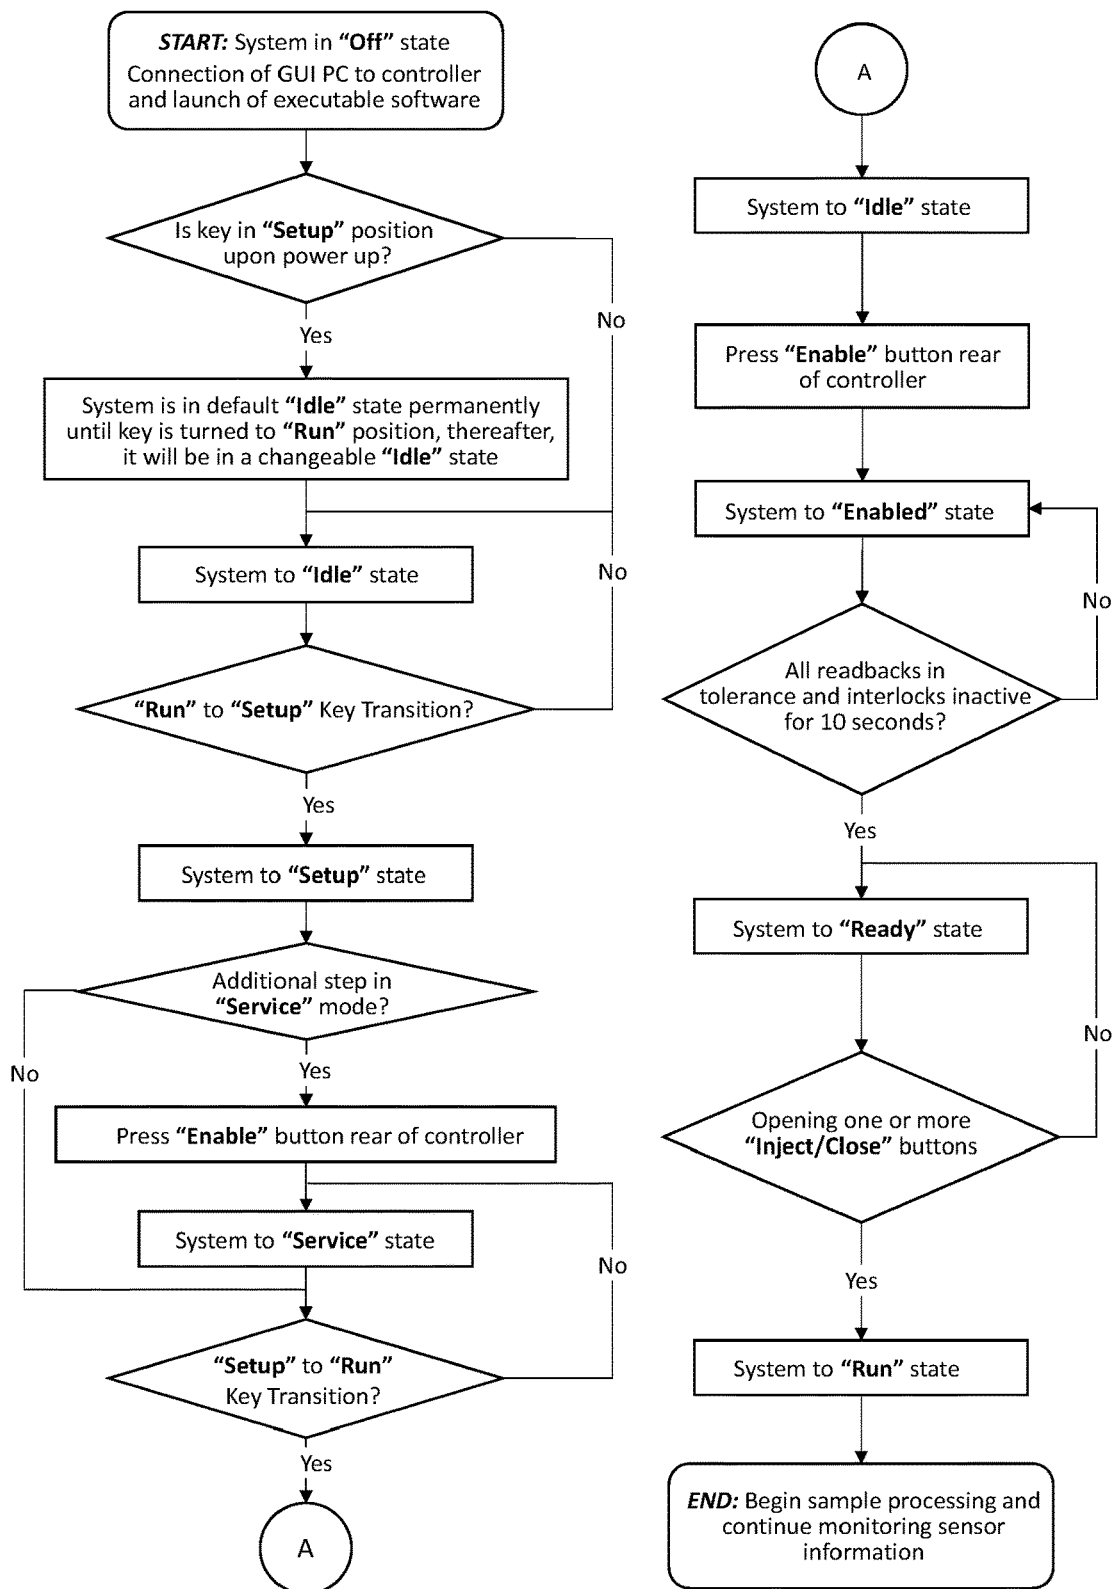 START: System in “Off” state
Connection of GUI PC to controller
and launch of executable software
Is key in “Setup” position
upon power up?
No
Yes
System is in default “Idle” state permanently
until key is turned to “Run” position, thereafter,
it will be in a changeable “Idle” state
System to “Idle” state
No
“Run” to “Setup” Key Transition?
Yes
System to “Setup” state
Additional step in
“Service” mode?
No
Yes
Press “Enable” button rear of controller
System to “Service” state
No
“Setup” to “Run”
Key Transition?
Yes
A
A
System to “Idle” state
Press “Enable” button rear
of controller
System to “Enabled” state
No
All readbacks in
tolerance and interlocks inactive
for 10 seconds?
Yes
System to “Ready” state
No
Opening one or more
“Inject/Close” buttons
Yes
System to “Run” state
END: Begin sample processing and
continue monitoring sensor
information